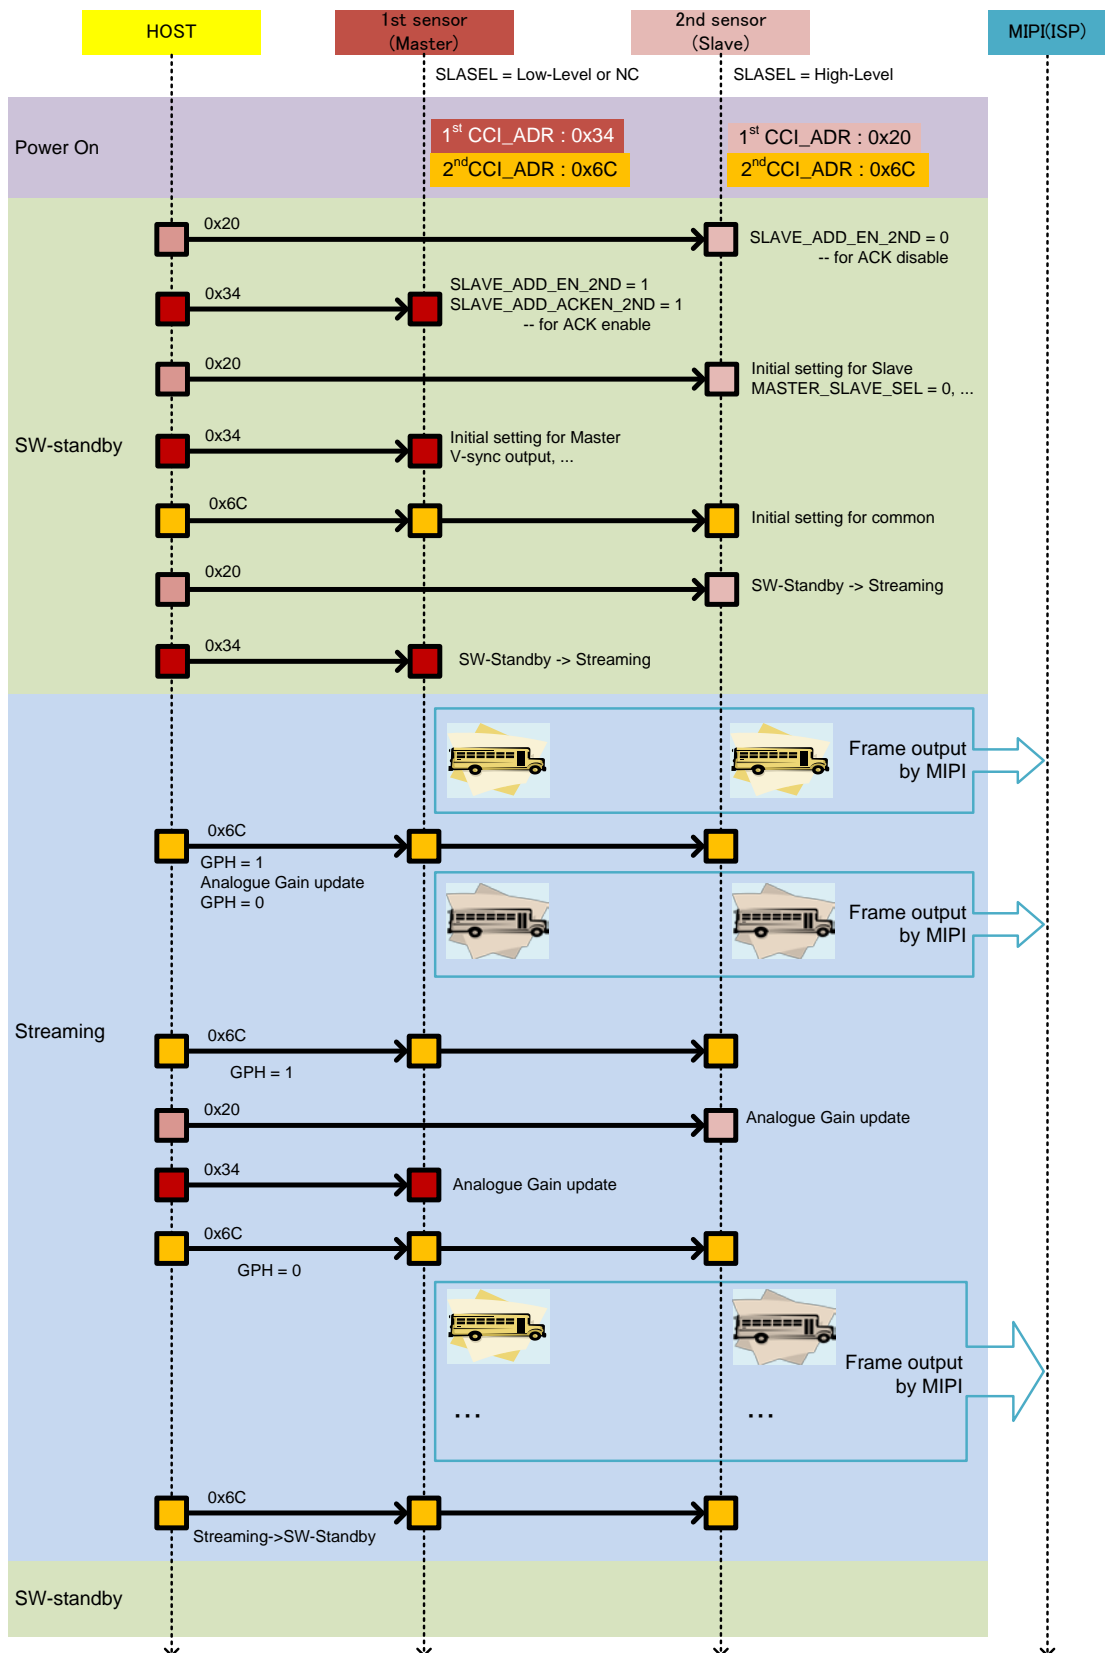 HOST
1st sensor
(Master)
2nd sensor
(Slave)
MIPI(ISP)
SLASEL = Low-Level or NC
SLASEL = High-Level
Power On
1st CCI_ADR : 0x34
2ndCCI_ADR : 0x6C
1st CCI_ADR : 0x20
2ndCCI_ADR : 0x6C
0x20
SLAVE_ADD_EN_2ND = 0
-- for ACK disable
0x34
SLAVE_ADD_EN_2ND = 1
SLAVE_ADD_ACKEN_2ND = 1
-- for ACK enable
0x20
Initial setting for Slave
MASTER_SLAVE_SEL = 0, ...
SW-standby
0x34
Initial setting for Master
V-sync output, ...
0x6C
Initial setting for common
0x20
SW-Standby -> Streaming
0x34
SW-Standby -> Streaming
Frame output
by MIPI
0x6C
GPH = 1
Analogue Gain update
GPH = 0
Frame output
by MIPI
Streaming
0x6C
GPH = 1
0x20
Analogue Gain update
0x34
Analogue Gain update
0x6C
GPH = 0
Frame output
by MIPI
...
...
0x6C
Streaming->SW-Standby
SW-standby